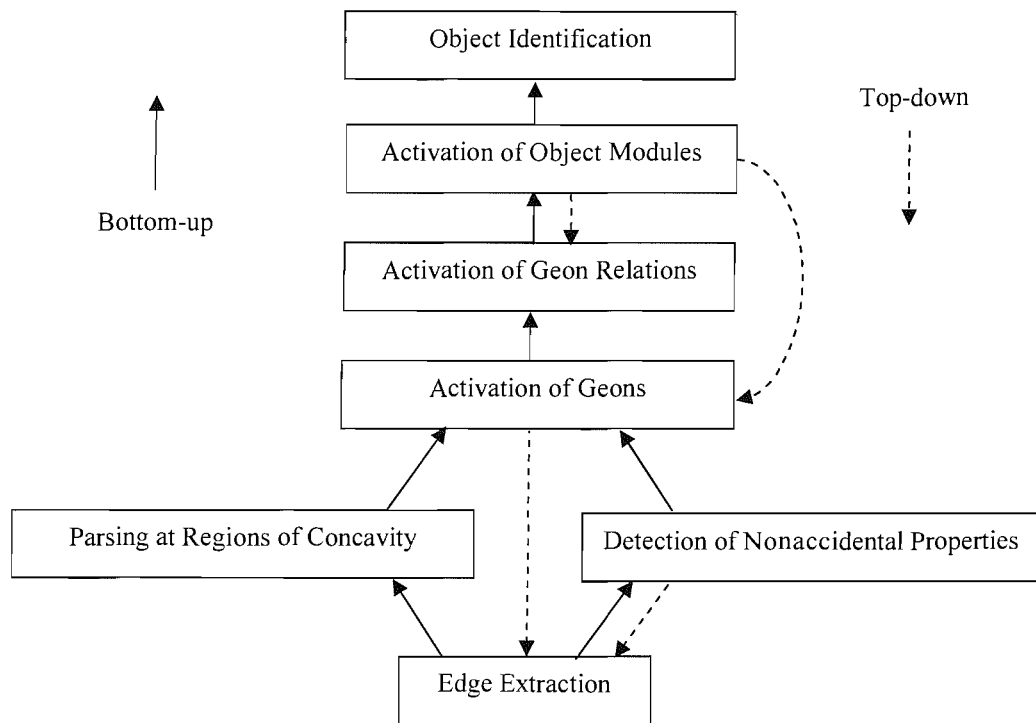 Object Identification
Top-down
Activation of Object Modules
Bottom-up
Activation of Geon Relations
Activation of Geons
Parsing at Regions of Concavity
Detection of Nonaccidental Properties
Edge Extraction